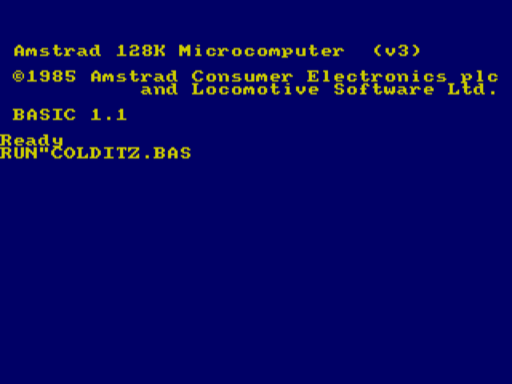 Amstrad 128K Microcomputer  (v3)
©1985 Amstrad Consumer Electronics plc
and Locomotive Software Ltd.
BASIC 1.1
Ready
RUN"COLDITZ.BAS